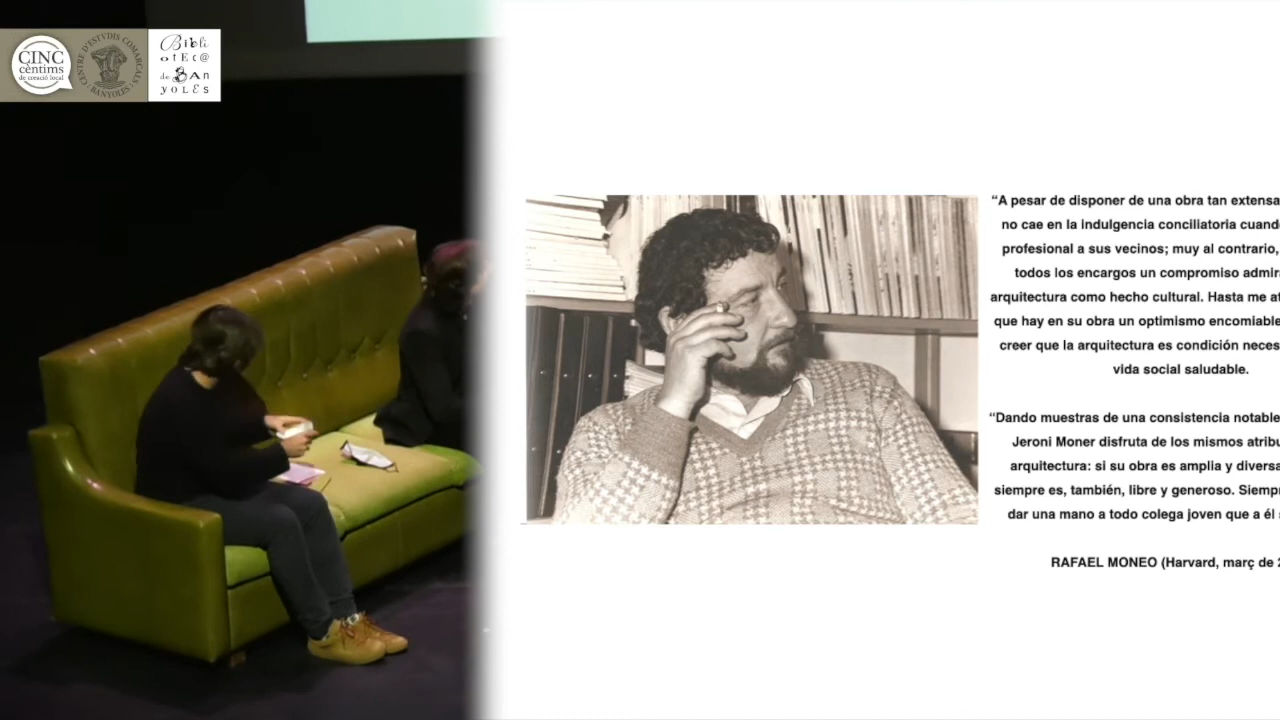 CINC
cèntims
de creació local
CENTRE D'ESTUDIS COMARCALS
BANYOLES
Bibli
otEc@
de BAn
yOLES
“A pesar de disponer de una obra tan extensa
no cae en la indulgencia conciliatoria cuand
profesional a sus vecinos; muy al contrario,
todos los encargos un compromiso admir
arquitectura como hecho cultural. Hasta me at
que hay en su obra un optimismo encomiable
creer que la arquitectura es condición neces
vida social saludable.
“Dando muestras de una consistencia notable
Jeroni Moner disfruta de los mismos atribu
arquitectura: si su obra es amplia y diversa
siempre es, también, libre y generoso. Siempr
dar una mano a todo colega joven que a él s
RAFAEL MONEO (Harvard, març de 2